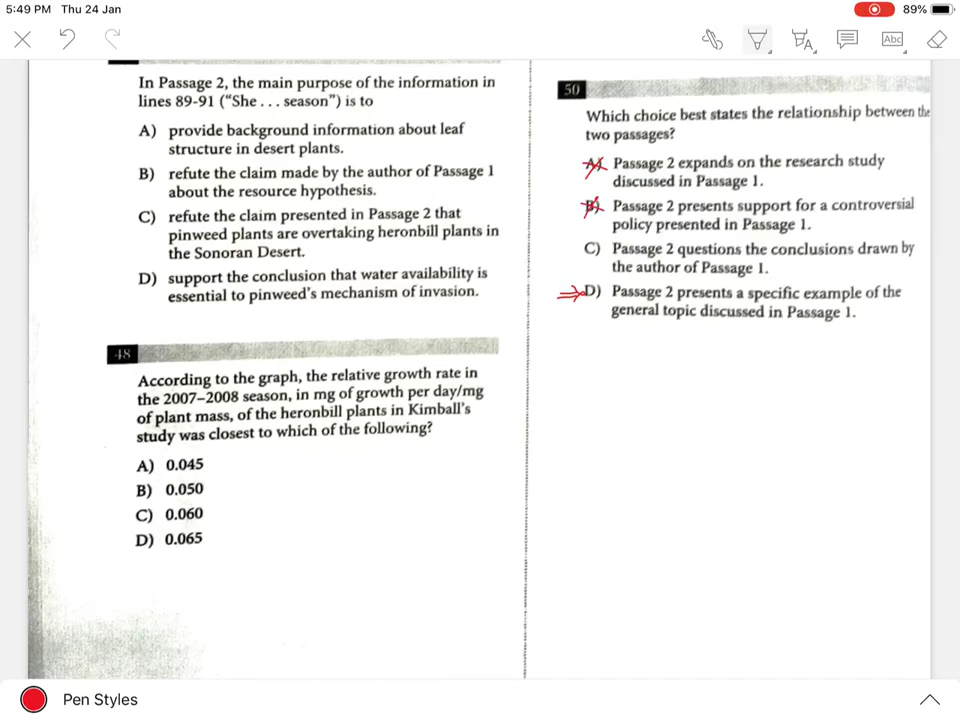 5:49 PM Thu 24 Jan
89%
Abc
In Passage 2, the main purpose of the information in
lines 89-91 (“She . . . season”) is to
A) provide background information about leaf
structure in desert plants.
B) refute the claim made by the author of Passage 1
about the resource hypothesis.
C) refute the claim presented in Passage 2 that
pinweed plants are overtaking heronbill plants in
the Sonoran Desert.
D) support the conclusion that water availability is
essential to pinweed’s mechanism of invasion.
48
According to the graph, the relative growth rate in
the 2007–2008 season, in mg of growth per day/mg
of plant mass, of the heronbill plants in Kimball’s
study was closest to which of the following?
A) 0.045
B) 0.050
C) 0.060
D) 0.065
50
Which choice best states the relationship between the
two passages?
A) Passage 2 expands on the research study
discussed in Passage 1.
B) Passage 2 presents support for a controversial
policy presented in Passage 1.
C) Passage 2 questions the conclusions drawn by
the author of Passage 1.
D) Passage 2 presents a specific example of the
general topic discussed in Passage 1.
Pen Styles